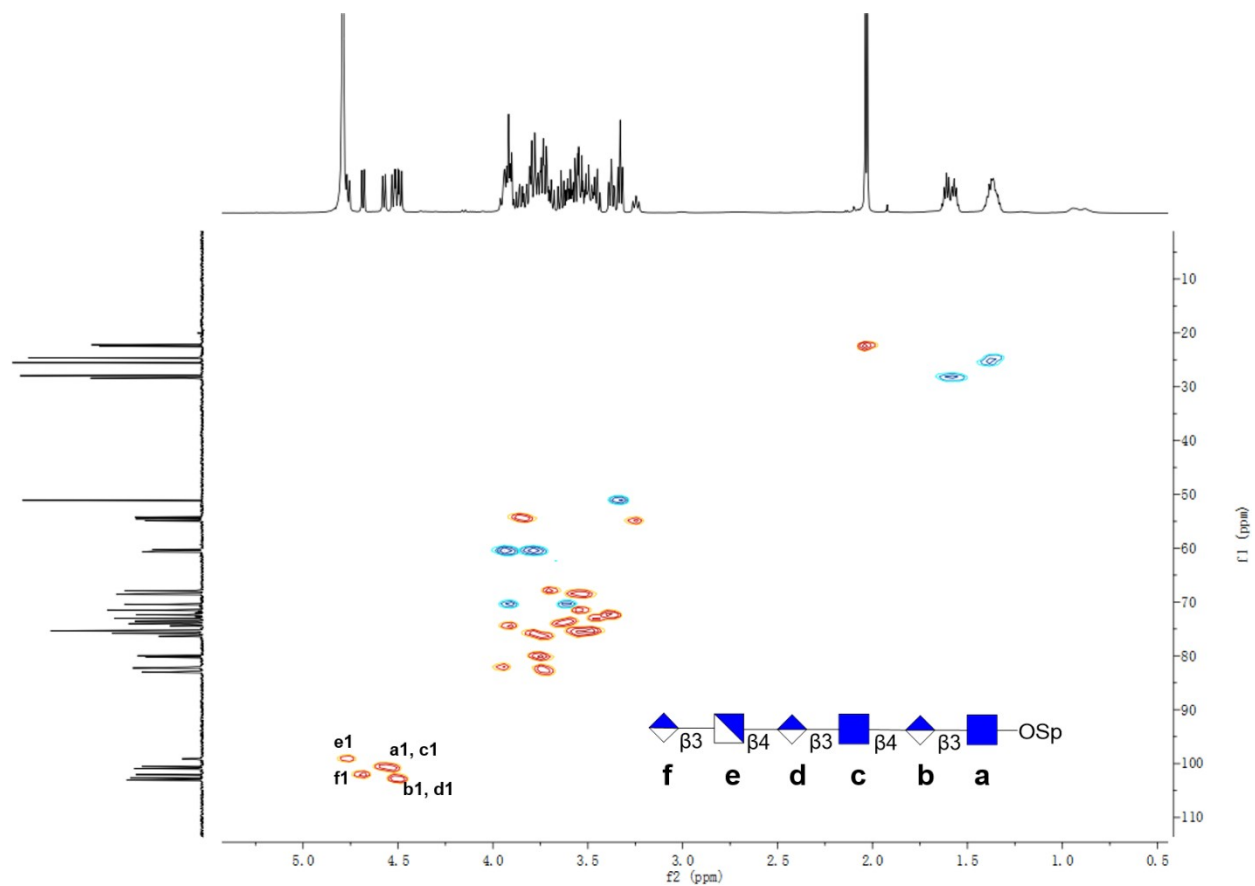 10
20
30
40
50
60
70
80
90
100
110
f1 (ppm)
e1
a1, c1
f1
b1, d1
β3 β4 β3 β4 β3 OSp
f e d c b a
5.0 4.5 4.0 3.5 3.0 2.5 2.0 1.5 1.0 0.5
f2 (ppm)